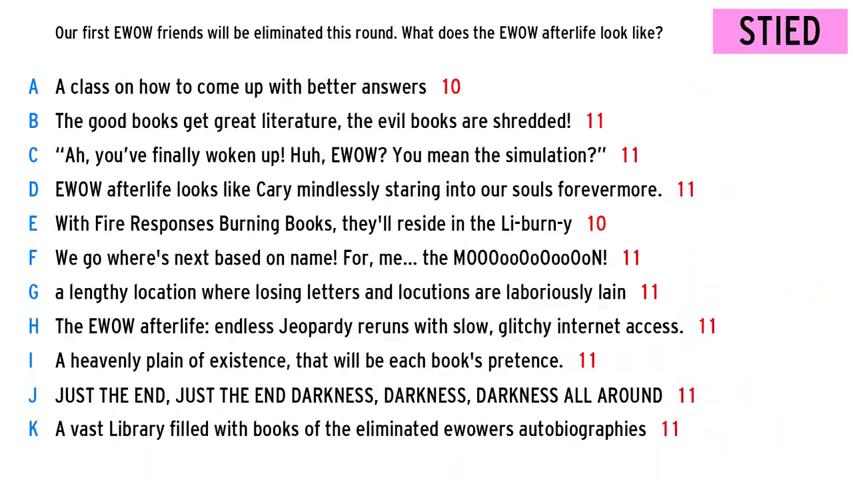 Our first EWOW friends will be eliminated this round. What does the EWOW afterlife look like? STIED
A A class on how to come up with better answers 10
B The good books get great literature, the evil books are shredded! 11
C “Ah, you’ve finally woken up! Huh, EWOW? You mean the simulation?” 11
D EWOW afterlife looks like Cary mindlessly staring into our souls forevermore. 11
E With Fire Responses Burning Books, they'll reside in the Li-burn-y 10
F We go where's next based on name! For, me... the MOOOooOoOooOoN! 11
G a lengthy location where losing letters and locutions are laboriously lain 11
H The EWOW afterlife: endless Jeopardy reruns with slow, glitchy internet access. 11
I A heavenly plain of existence, that will be each book's pretence. 11
J JUST THE END, JUST THE END DARKNESS, DARKNESS, DARKNESS ALL AROUND 11
K A vast Library filled with books of the eliminated ewowers autobiographies 11